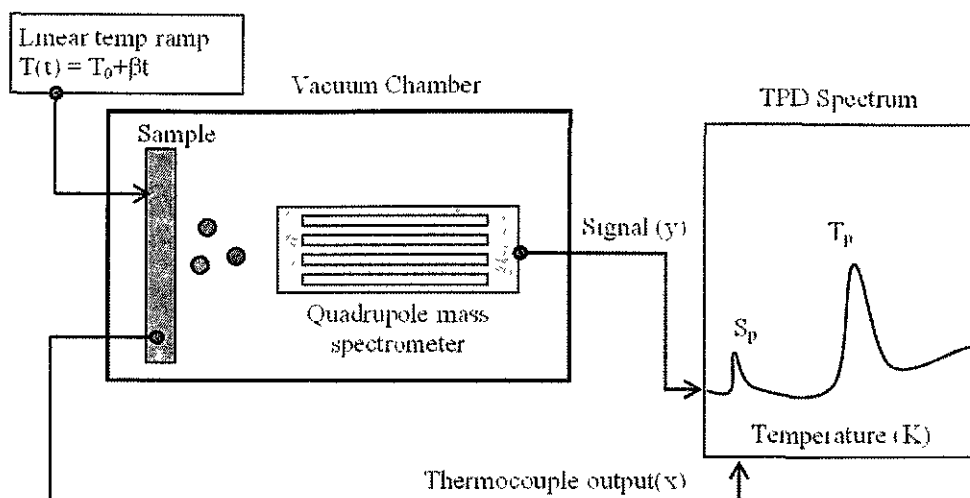 Linear temp ramp
T(t) = T₀+βt
Vacuum Chamber
TPD Spectrum
Sample
Signal (y)
Tₚ
Quadrupole mass
spectrometer
Sₚ
Temperature (K)
Thermocouple output(x)